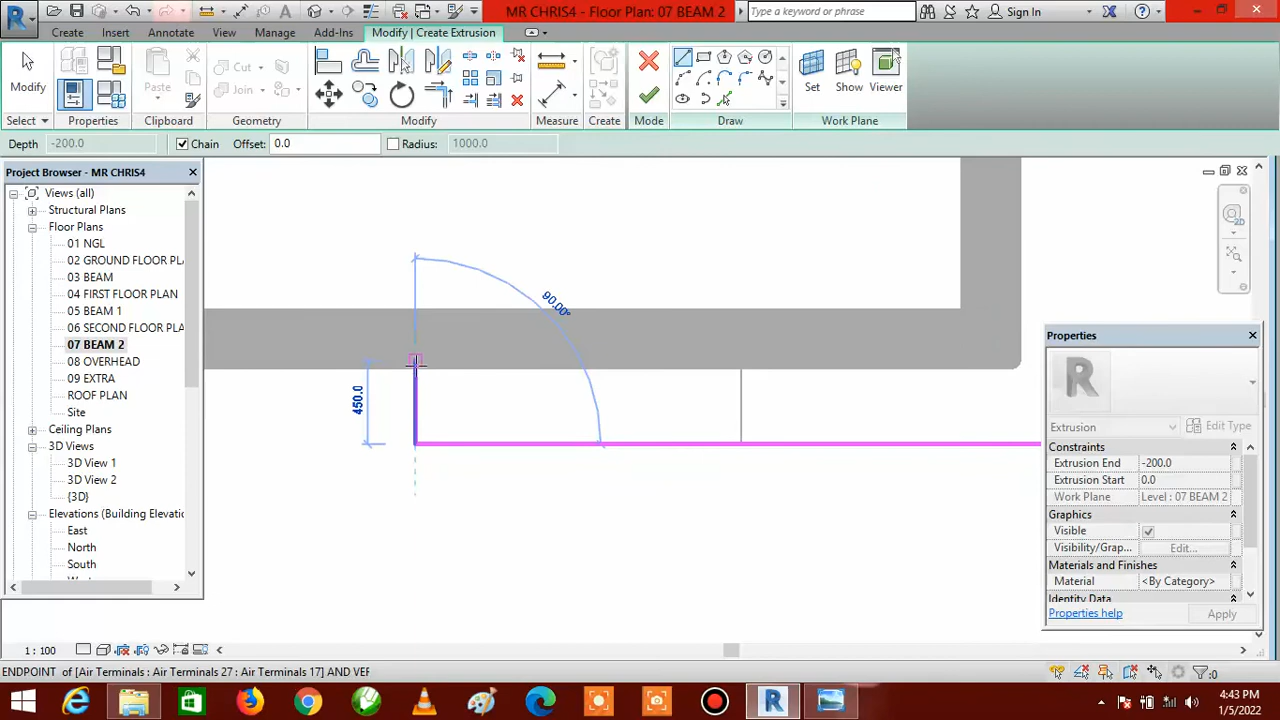 MR CHRIS4 - Floor Plan: 07 BEAM 2
Type a keyword or phrase
Sign In
Create
Insert
Annotate
View
Manage
Add-Ins
Modify | Create Extrusion
Modify
Paste
Cut
Join
Set
Show
Viewer
Select
Properties
Clipboard
Geometry
Modify
Measure
Create
Mode
Draw
Work Plane
Depth
-200.0
Chain
Offset:
0.0
Radius:
1000.0
Project Browser - MR CHRIS4
Views (all)
Structural Plans
Floor Plans
01 NGL
02 GROUND FLOOR PLA
03 BEAM
04 FIRST FLOOR PLAN
05 BEAM 1
06 SECOND FLOOR PLA
07 BEAM 2
08 OVERHEAD
09 EXTRA
ROOF PLAN
Site
Ceiling Plans
3D Views
3D View 1
3D View 2
{3D}
Elevations (Building Elevatio
East
North
South
90.00°
450.0
2D
Properties
Extrusion
Edit Type
Constraints
Extrusion End
-200.0
Extrusion Start
0.0
Work Plane
Level : 07 BEAM 2
Graphics
Visible
Visibility/Grap...
Edit...
Materials and Finishes
Material
<By Category>
Identity Data
Properties help
Apply
1 : 100
ENDPOINT of [Air Terminals : Air Terminals 27 : Air Terminals 17] AND VEF
:0
4:43 PM
1/5/2022